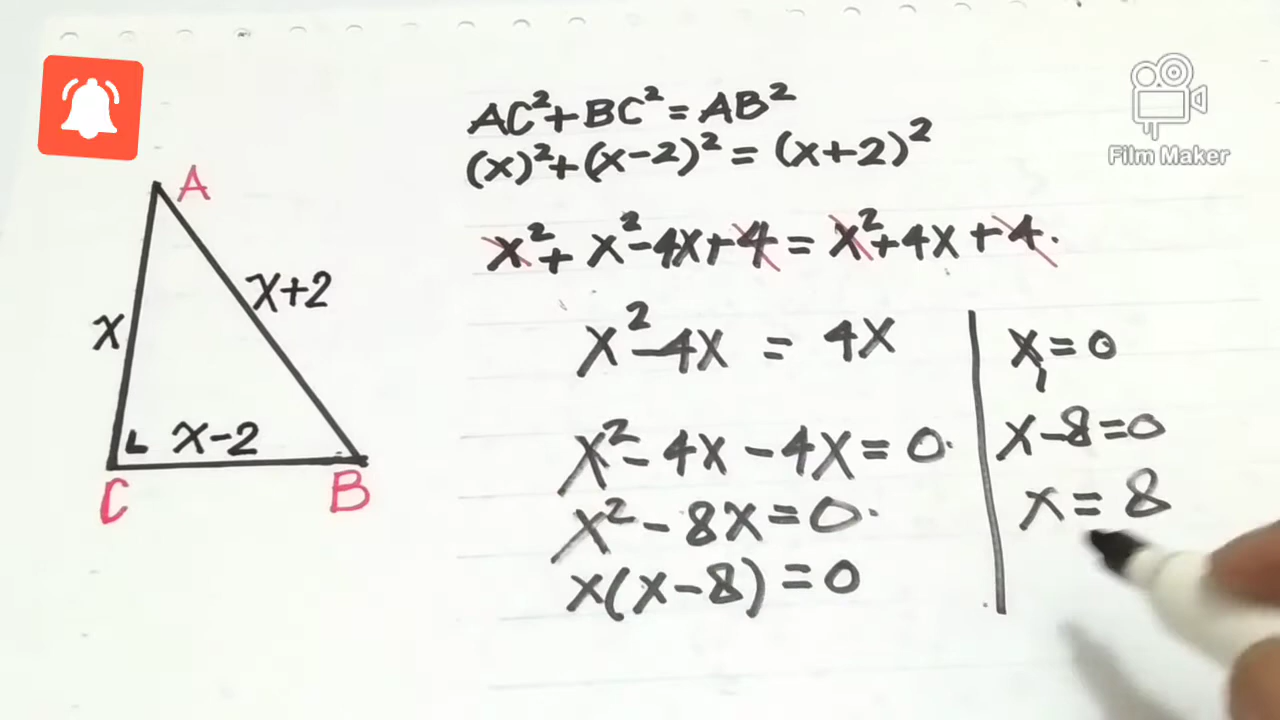 A
x
x+2
∟ x-2
C
B
AC²+BC²=AB²
(x)²+(x-2)²=(x+2)²
x²+x²-4x+4=x²+4x+4.
x²-4x = 4x
x²-4x-4x=0.
x²-8x=0.
x(x-8)=0
x₁=0
x-8=0
x=8
Film Maker